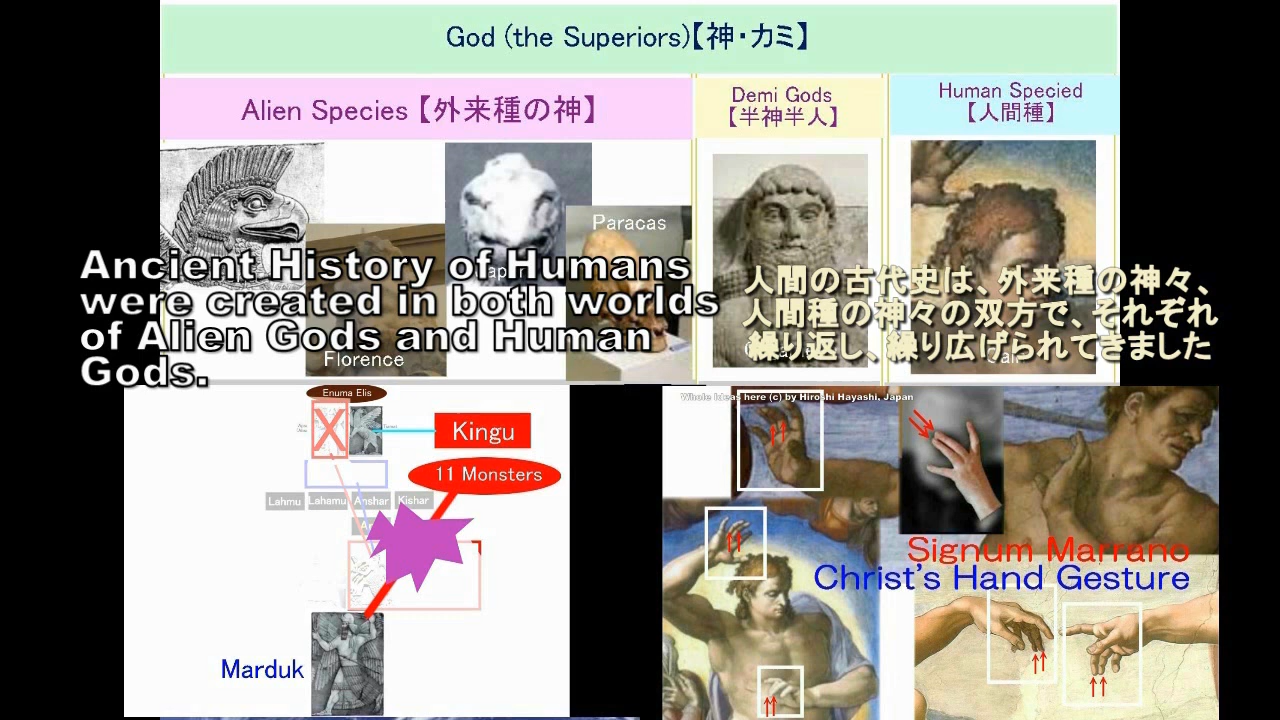 God (the Superiors)【神・カミ】
Alien Species【外来種の神】
Demi Gods
【半神半人】
Human Specied
【人間種】
Paracas
Florence
Ancient History of Humans
were created in both worlds
of Alien Gods and Human
Gods.
人間の古代史は、外来種の神々、
人間種の神々の双方で、それぞれ
繰り返し、繰り広げられてきました
Enuma Elis
Kingu
11 Monsters
Lahmu
Lahamu
Anshar
Kishar
Marduk
Whole Ideas here (c) by Hiroshi Hayashi, Japan
Signum Marrano
Christ's Hand Gesture